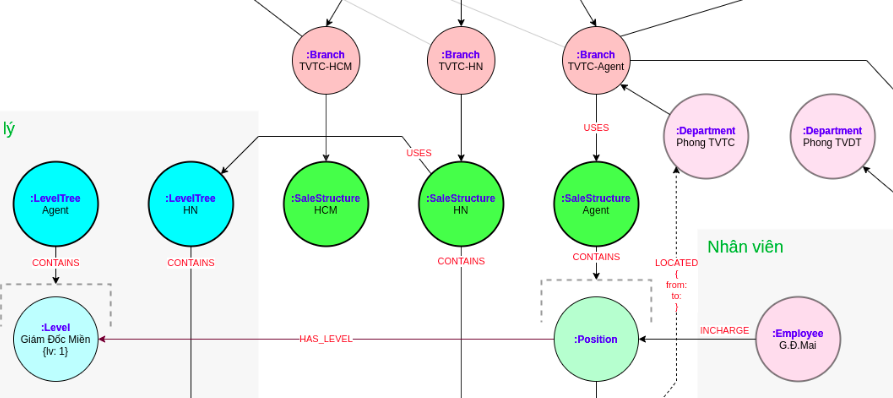 :Branch
TVTC-HCM
:Branch
TVTC-HN
:Branch
TVTC-Agent
lý
USES
USES
:Department
Phong TVTC
:Department
Phong TVDT
:LevelTree
Agent
:LevelTree
HN
:SaleStructure
HCM
:SaleStructure
HN
:SaleStructure
Agent
CONTAINS
CONTAINS
CONTAINS
CONTAINS
LOCATED
{
from:
to:
}
Nhân viên
:Level
Giám Đốc Miền
{lv: 1}
HAS_LEVEL
:Position
INCHARGE
:Employee
G.Đ.Mai